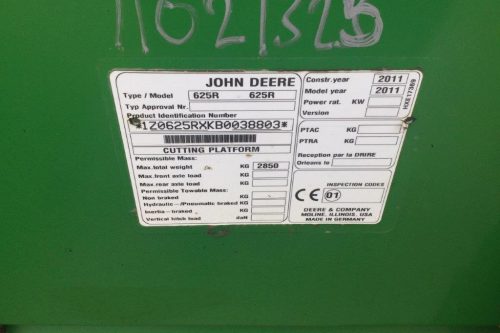 1021325
JOHN DEERE
Type / Model 625R 625R
Typ Approval Nr.
Product Identification Number
*1Z0625RXKB0038803*
CUTTING PLATFORM
Permissible Mass:
Max.total weight KG 2850
Max.front axle load KG
Max.rear axle load KG
Permissible Towable Mass:
Non braked KG
Hydraulic-/Pneumatic braked KG
Inertia - braked KG
Vertical hitch load daN
Constr.year 2011
Model year 2011
Power rat. KW
Version
HXE17369
PTAC KG
PTRA KG
Reception par la DRIRE
Orleans le
CE
INSPECTION CODES
01
DEERE & COMPANY
MOLINE, ILLINOIS, USA
MADE IN GERMANY